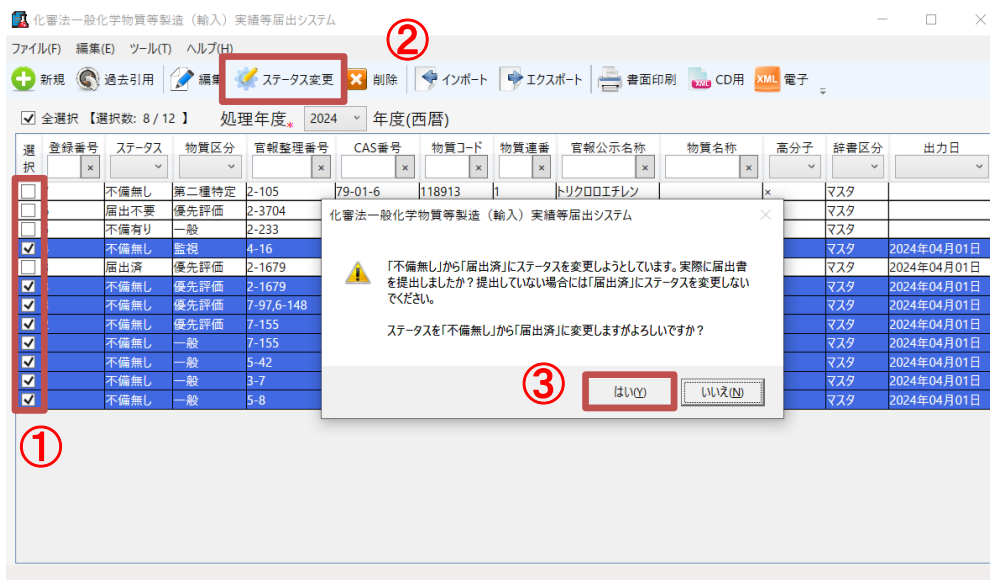 化審法一般化学物質等製造（輸入）実績等届出システム
ファイル(F) 編集(E) ツール(T) ヘルプ(H)
②
新規 過去引用 編集 ステータス変更 削除 インポート エクスポート 書面印刷 CD用 XML 電子
全選択 【選択数: 8 / 12 】 処理年度* 2024 年度(西暦)
選択 登録番号 ステータス 物質区分 官報整理番号 CAS番号 物質コード 物質連番 官報公示名称 物質名称 高分子 辞書区分 出力日
不備無し 第二種特定 2-105 79-01-6 118913 1 トリクロロエチレン × マスタ
届出不要 優先評価 2-3704 マスタ
不備有り 一般 2-233 マスタ
不備無し 監視 4-16 マスタ 2024年04月01日
届出済 優先評価 2-1679 マスタ 2024年04月01日
不備無し 優先評価 2-1679 マスタ 2024年04月01日
不備無し 優先評価 7-97,6-148 マスタ 2024年04月01日
不備無し 優先評価 7-155 マスタ 2024年04月01日
不備無し 一般 7-155 マスタ 2024年04月01日
不備無し 一般 5-42 マスタ 2024年04月01日
不備無し 一般 3-7 マスタ 2024年04月01日
不備無し 一般 5-8 マスタ 2024年04月01日
①
化審法一般化学物質等製造（輸入）実績等届出システム
「不備無し」から「届出済」にステータスを変更しようとしています。実際に届出書
を提出しましたか？提出していない場合には「届出済」にステータスを変更しない
でください。
ステータスを「不備無し」から「届出済」に変更しますがよろしいですか？
③
はい(Y) いいえ(N)